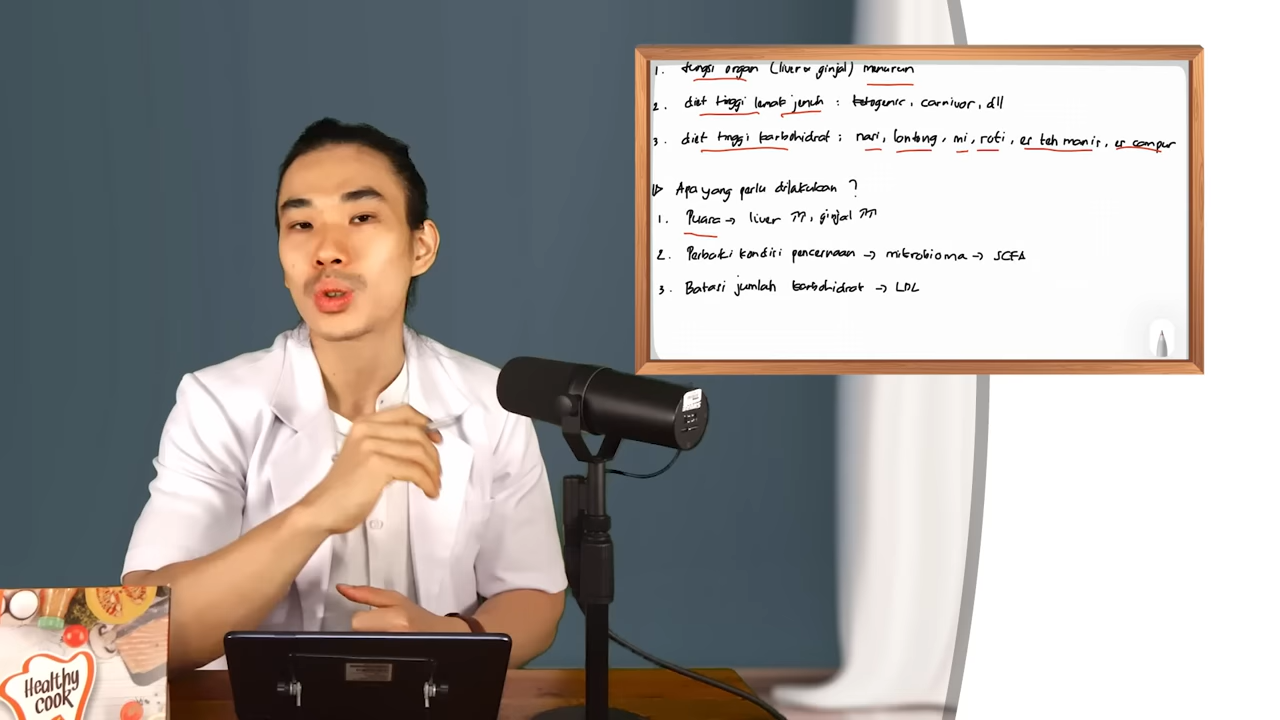 1. fungsi organ (liver & ginjal) menurun
2. diet tinggi lemak jenuh : ketogenic, carnivor, dll
3. diet tinggi karbohidrat : nasi, lontong, mi, roti, es teh manis, es campur
Apa yang perlu dilakukan ?
1. Puasa → liver ↑↑, ginjal ↑↑
2. Perbaiki kondisi pencernaan → mikrobioma → SCFA
3. Batasi jumlah karbohidrat → LDL
Healthy
cook